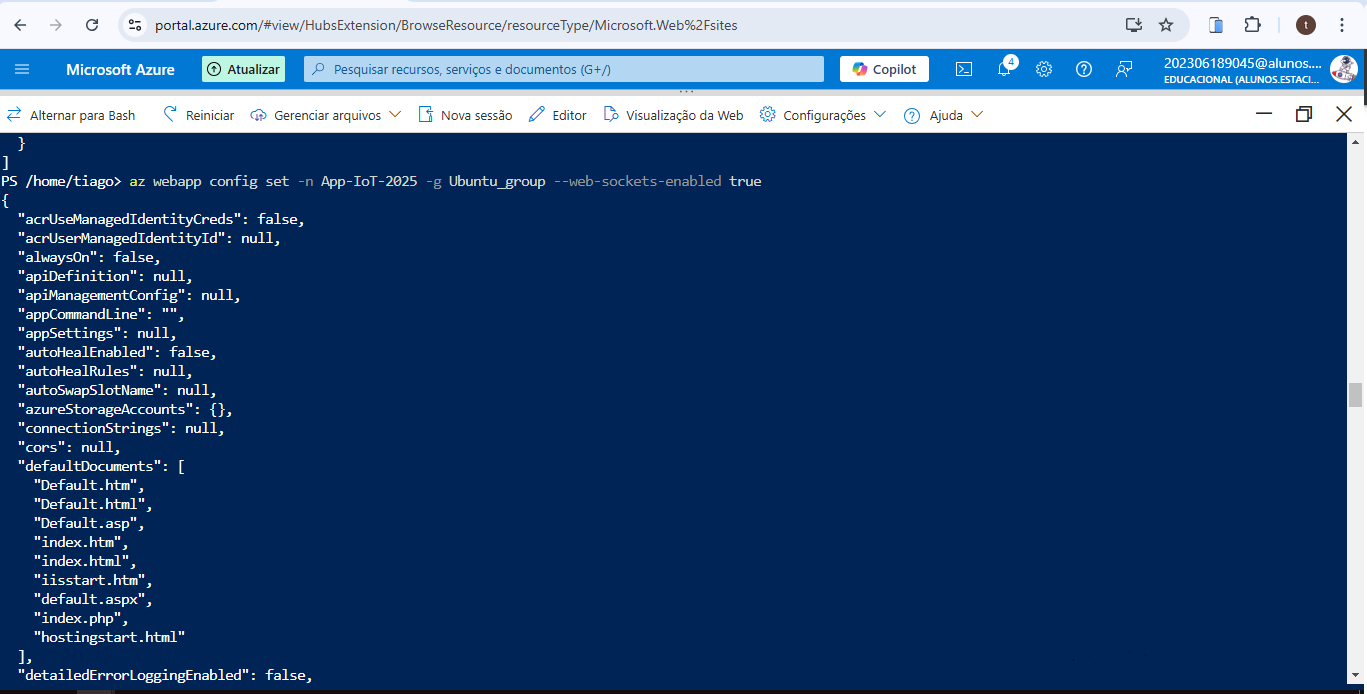 portal.azure.com/#view/HubsExtension/BrowseResource/resourceType/Microsoft.Web%2Fsites
t
Microsoft Azure
Atualizar
Pesquisar recursos, serviços e documentos (G+/)
Copilot
4
202306189045@alunos....
EDUCACIONAL (ALUNOS.ESTACI...
Alternar para Bash
Reiniciar
Gerenciar arquivos
Nova sessão
Editor
Visualização da Web
Configurações
Ajuda
}
]
PS /home/tiago> az webapp config set -n App-IoT-2025 -g Ubuntu_group --web-sockets-enabled true
{
"acrUseManagedIdentityCreds": false,
"acrUserManagedIdentityId": null,
"alwaysOn": false,
"apiDefinition": null,
"apiManagementConfig": null,
"appCommandLine": "",
"appSettings": null,
"autoHealEnabled": false,
"autoHealRules": null,
"autoSwapSlotName": null,
"azureStorageAccounts": {},
"connectionStrings": null,
"cors": null,
"defaultDocuments": [
"Default.htm",
"Default.html",
"Default.asp",
"index.htm",
"index.html",
"iisstart.htm",
"default.aspx",
"index.php",
"hostingstart.html"
],
"detailedErrorLoggingEnabled": false,